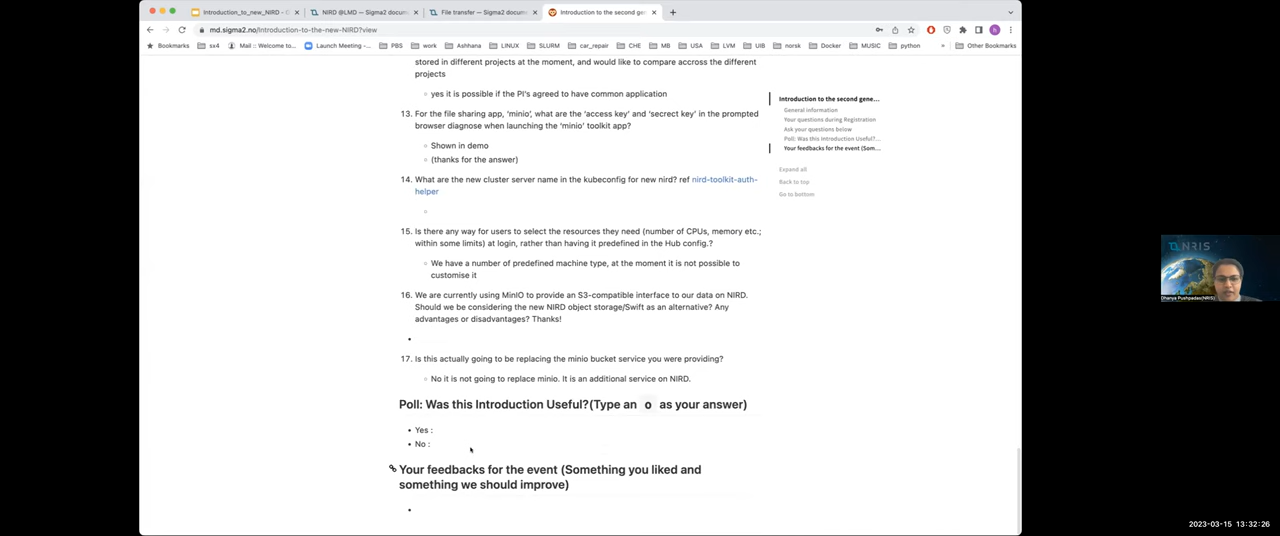 Introduction_to_new_NIRD - G
NIRD @LMD — Sigma2 docum
File transfer — Sigma2 docume
Introduction to the second gene
md.sigma2.no/Introduction-to-the-new-NIRD?view
Bookmarks
sx4
Mail :: Welcome to...
Launch Meeting -...
PBS
work
Ashhana
LINUX
SLURM
car_repair
CHE
MB
USA
LVM
UiB
norsk
Docker
MUSIC
python
»
Other Bookmarks
stored in different projects at the moment, and would like to compare accross the different
projects
yes it is possible if the PI's agreed to have common application
13. For the file sharing app, 'minio', what are the 'access key' and 'secrect key' in the prompted
browser diagnose when launching the 'minio' toolkit app?
Shown in demo
(thanks for the answer)
14. What are the new cluster server name in the kubeconfig for new nird? ref nird-toolkit-auth-
helper
15. Is there any way for users to select the resources they need (number of CPUs, memory etc.;
within some limits) at login, rather than having it predefined in the Hub config.?
We have a number of predefined machine type, at the moment it is not possible to
customise it
16. We are currently using MinIO to provide an S3-compatible interface to our data on NIRD.
Should we be considering the new NIRD object storage/Swift as an alternative? Any
advantages or disadvantages? Thanks!
17. Is this actually going to be replacing the minio bucket service you were providing?
No it is not going to replace minio. It is an additional service on NIRD.
Poll: Was this Introduction Useful?(Type an o as your answer)
Yes :
No :
Your feedbacks for the event (Something you liked and
something we should improve)
Introduction to the second gene...
General information
Your questions during Registration
Ask your questions below
Poll: Was this Introduction Useful?...
Your feedbacks for the event (Som...
Expand all
Back to top
Go to bottom
NRIS
Dhanya Pushpadas(NRIS)
2023-03-15 13:32:26